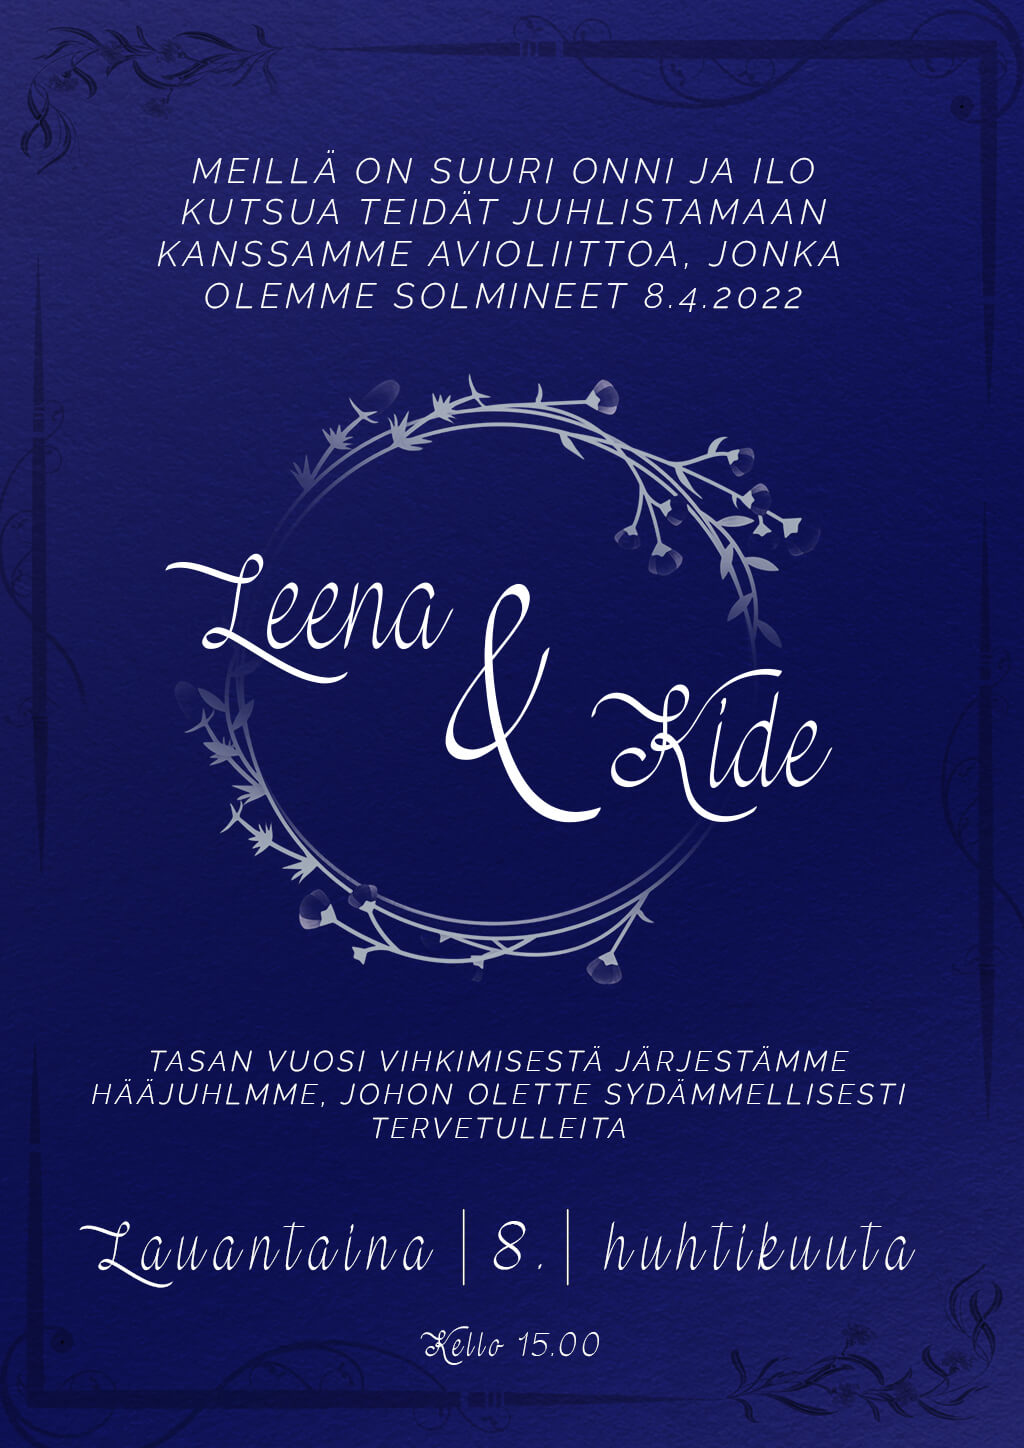 MEILLÄ ON SUURI ONNI JA ILO
KUTSUA TEIDÄT JUHLISTAMAAN
KANSSAMME AVIOLIITTOA, JONKA
OLEMME SOLMINEET 8.4.2022
Leena
&
Kide
TASAN VUOSI VIHKIMISESTÄ JÄRJESTÄMME
HÄÄJUHLMME, JOHON OLETTE SYDÄMMELLISESTI
TERVETULLEITA
Lauantaina | 8. | huhtikuuta
Kello 15.00